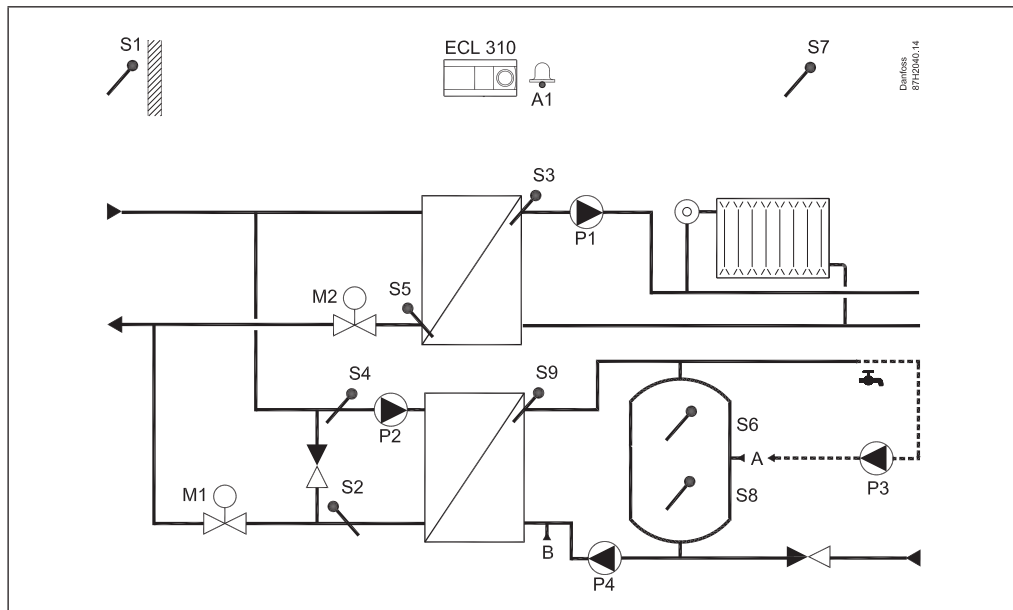 S1
ECL 310
A1
S7
Danfoss
87H2040.14
S3
P1
M2
S5
S4
S9
P2
S6
A
S8
P3
M1
S2
B
P4